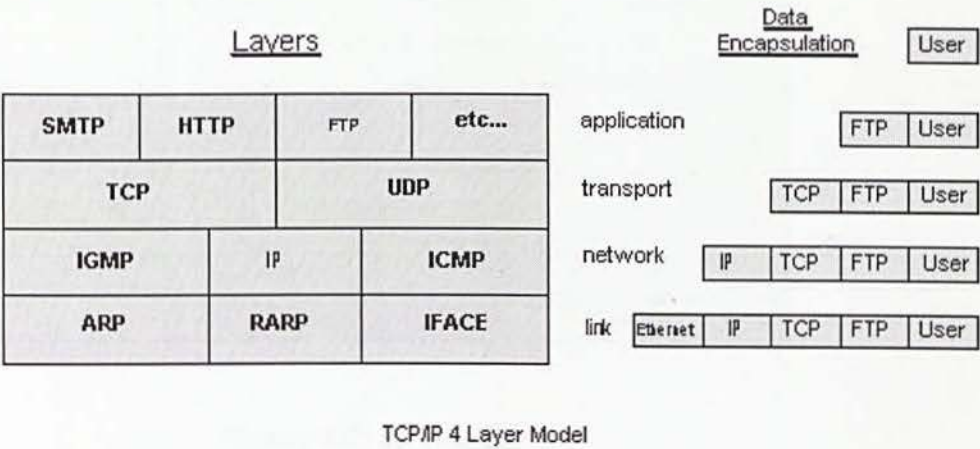 Layers
Data
Encapsulation
User
SMTP HTTP FTP etc...
application
FTP User
TCP UDP
transport
TCP FTP User
IGMP IP ICMP
network
IP TCP FTP User
ARP RARP IFACE
link
Ethernet IP TCP FTP User
TCP/IP 4 Layer Model